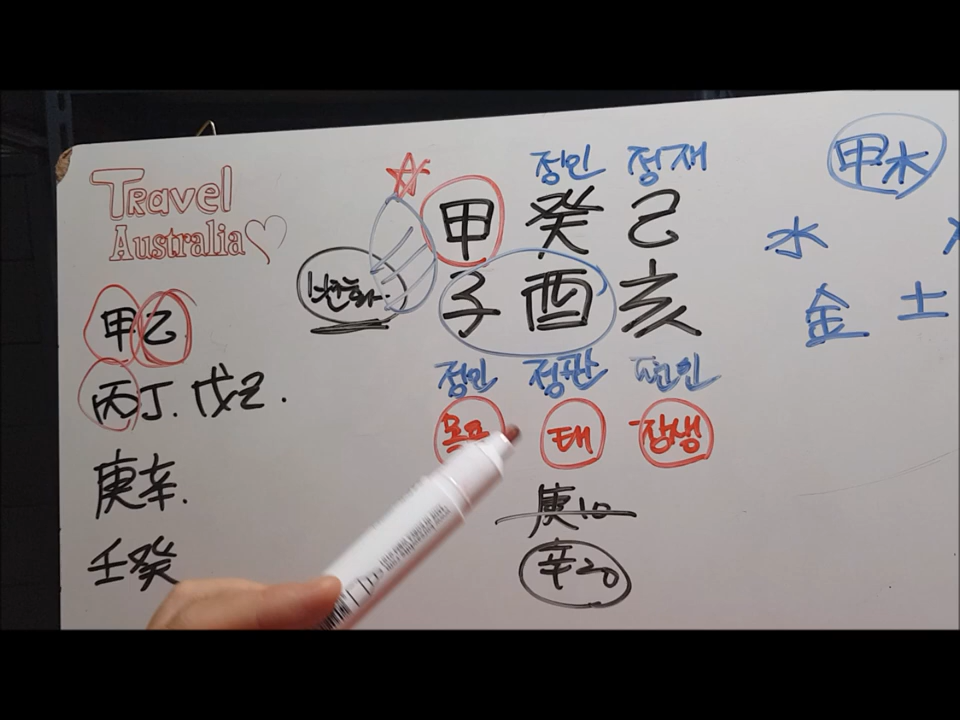 Travel
Australia
甲乙
丙丁.戊己.
庚辛.
壬癸
정인 정재
甲癸己
子酉亥
정인 정관 편인
목욕 태 장생
庚10
辛20
甲水
水
金 土